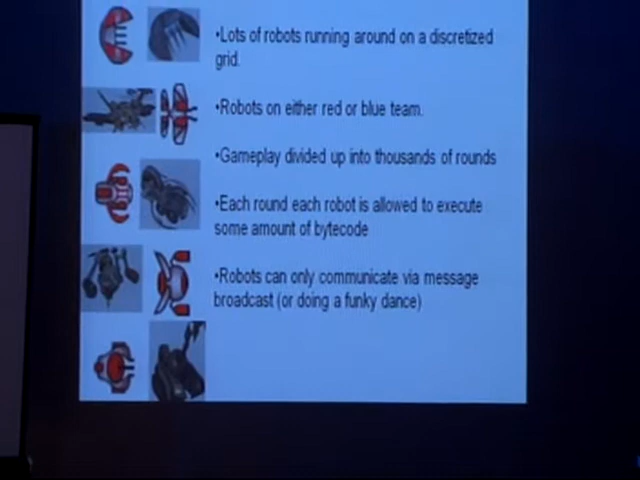 •Lots of robots running around on a discretized
grid.
•Robots on either red or blue team.
•Gameplay divided up into thousands of rounds
•Each round each robot is allowed to execute
some amount of bytecode
•Robots can only communicate via message
broadcast (or doing a funky dance)